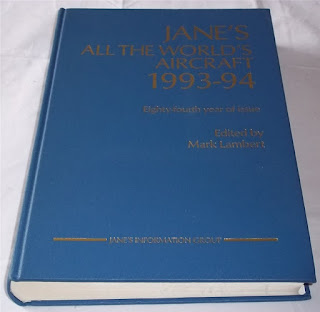 JANE'S
ALL THE WORLD'S
AIRCRAFT
1993-94
Eighty-fourth year of issue
Edited by
Mark Lambert
JANE'S INFORMATION GROUP